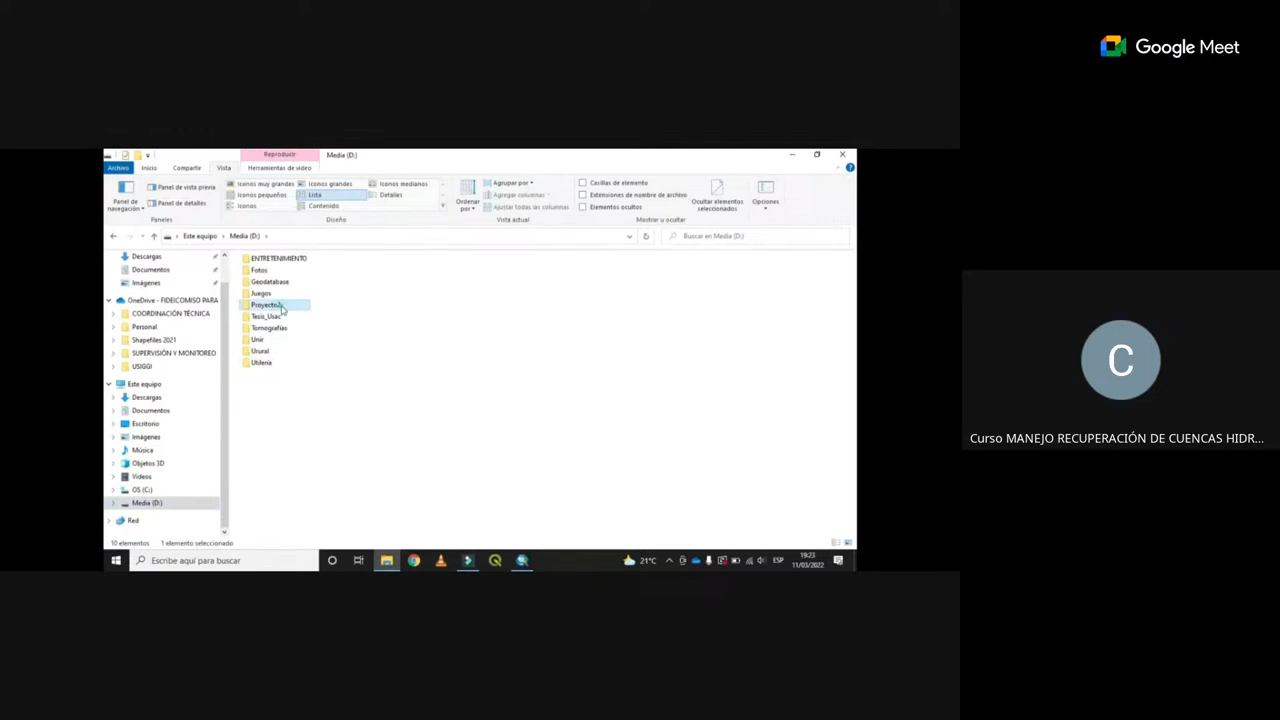 Google Meet
Reproducir
Media (D:)
Archivo
Inicio
Compartir
Vista
Herramientas de video
Panel de navegación
Panel de vista previa
Panel de detalles
Paneles
Iconos muy grandes
Iconos grandes
Iconos medianos
Iconos pequeños
Lista
Detalles
Iconos
Contenido
Diseño
Ordenar por
Agrupar por
Agregar columnas
Ajustar todas las columnas
Vista actual
Casillas de elemento
Extensiones de nombre de archivo
Elementos ocultos
Ocultar elementos seleccionados
Mostrar u ocultar
Opciones
Este equipo > Media (D:) >
Buscar en Media (D:)
Descargas
Documentos
Imágenes
OneDrive - FIDEICOMISO PARA
COORDINACIÓN TÉCNICA
Personal
Shapefiles 2021
SUPERVISIÓN Y MONITOREO
USIGGI
Este equipo
Descargas
Documentos
Escritorio
Imágenes
Música
Objetos 3D
Videos
OS (C:)
Media (D:)
Red
ENTRETENIMIENTO
Fotos
Geodatabase
Juegos
Tesis_Usac
Tomografías
Unir
Urural
Utilería
10 elementos
1 elemento seleccionado
Escribe aquí para buscar
21°C
ESP
19:23
11/03/2022
C
Curso MANEJO RECUPERACIÓN DE CUENCAS HIDR...